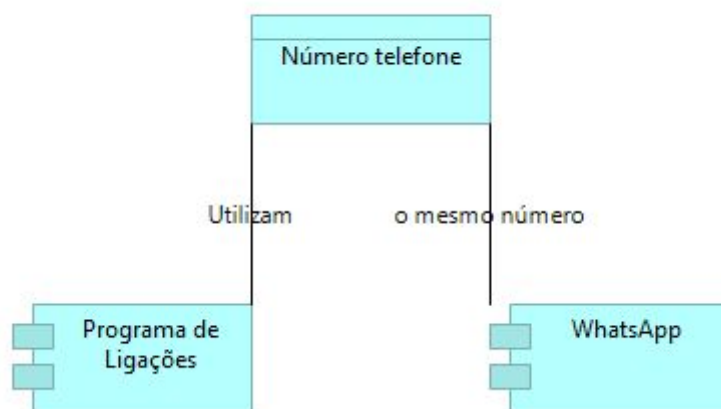 Número telefone
Utilizam
o mesmo número
Programa de
Ligações
WhatsApp